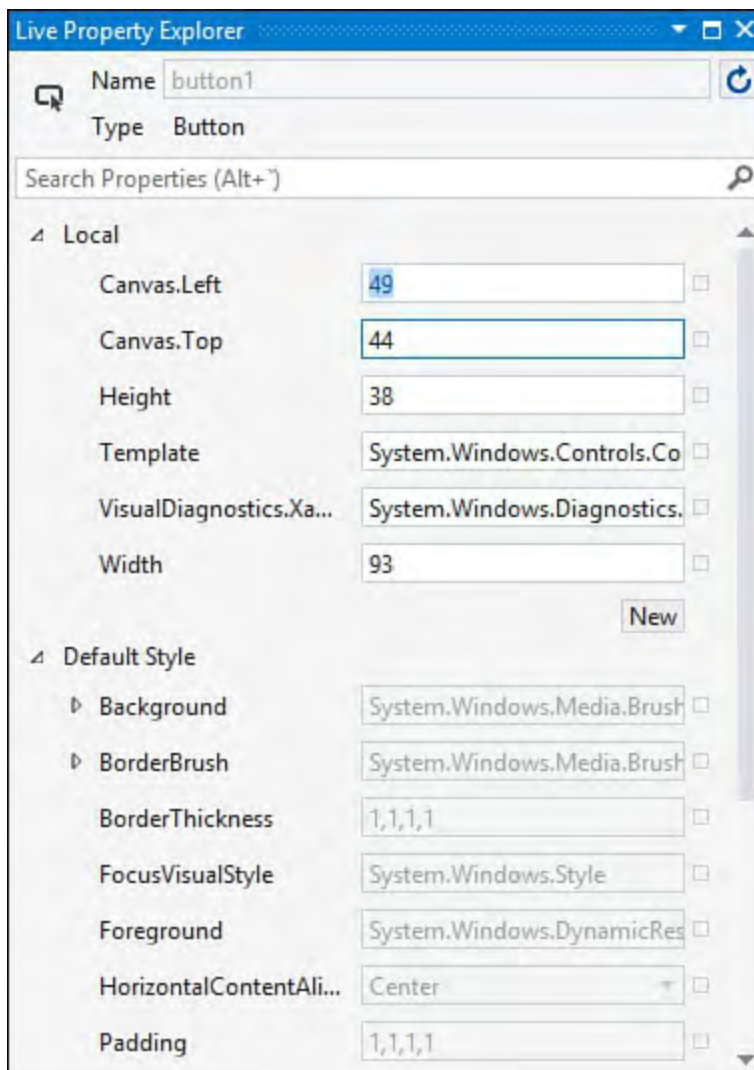 Live Property Explorer
Name button1
Type Button
Search Properties (Alt+`)
Local
Canvas.Left 49
Canvas.Top 44
Height 38
Template System.Windows.Controls.Co
VisualDiagnostics.Xa... System.Windows.Diagnostics.
Width 93
New
Default Style
Background System.Windows.Media.Brush
BorderBrush System.Windows.Media.Brush
BorderThickness 1,1,1,1
FocusVisualStyle System.Windows.Style
Foreground System.Windows.DynamicRes
HorizontalContentAli... Center
Padding 1,1,1,1